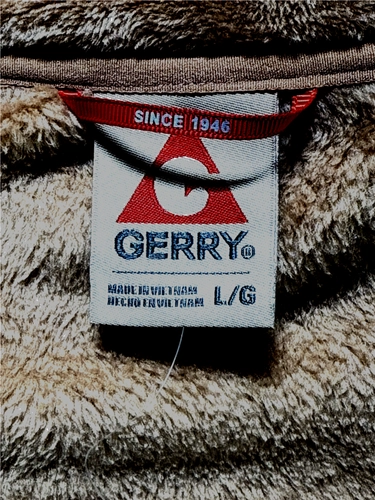 SINCE 1946
G
GERRY®
MADE IN VIETNAM
HECHO EN VIETNAM
L/G